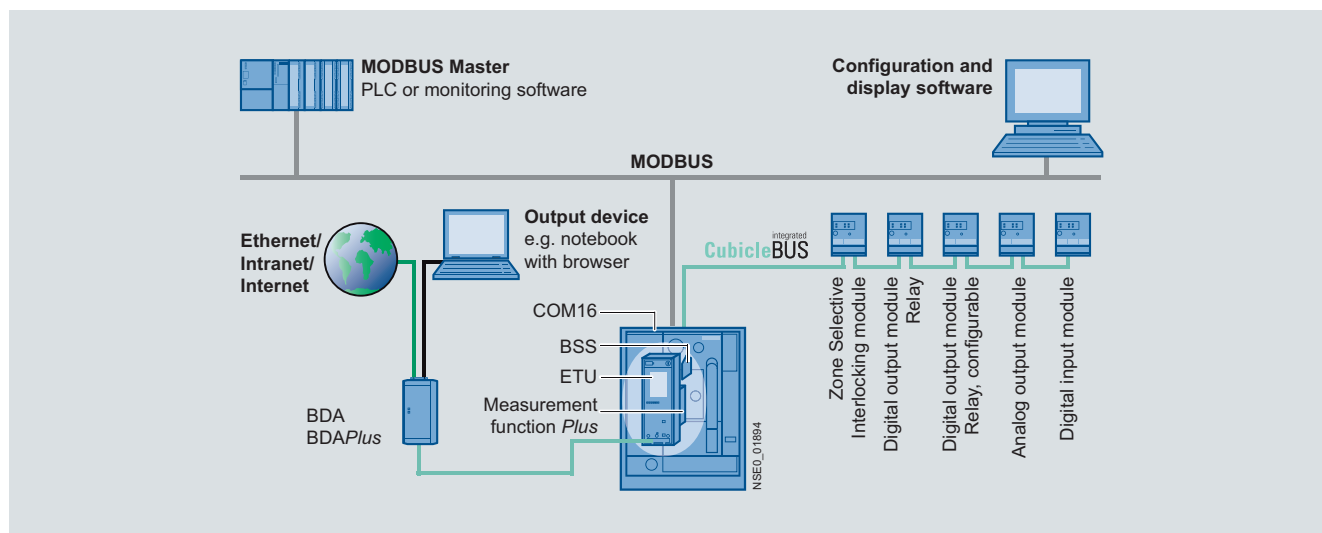 MODBUS Master
PLC or monitoring software
Configuration and
display software
MODBUS
Ethernet/
Intranet/
Internet
Output device
e.g. notebook
with browser
integrated
CubicleBUS
COM16
BSS
ETU
Measurement
function Plus
BDA
BDAPlus
NSE0_01894
Zone Selective
Interlocking module
Digital output module
Relay
Digital output module
Relay, configurable
Analog output module
Digital input module